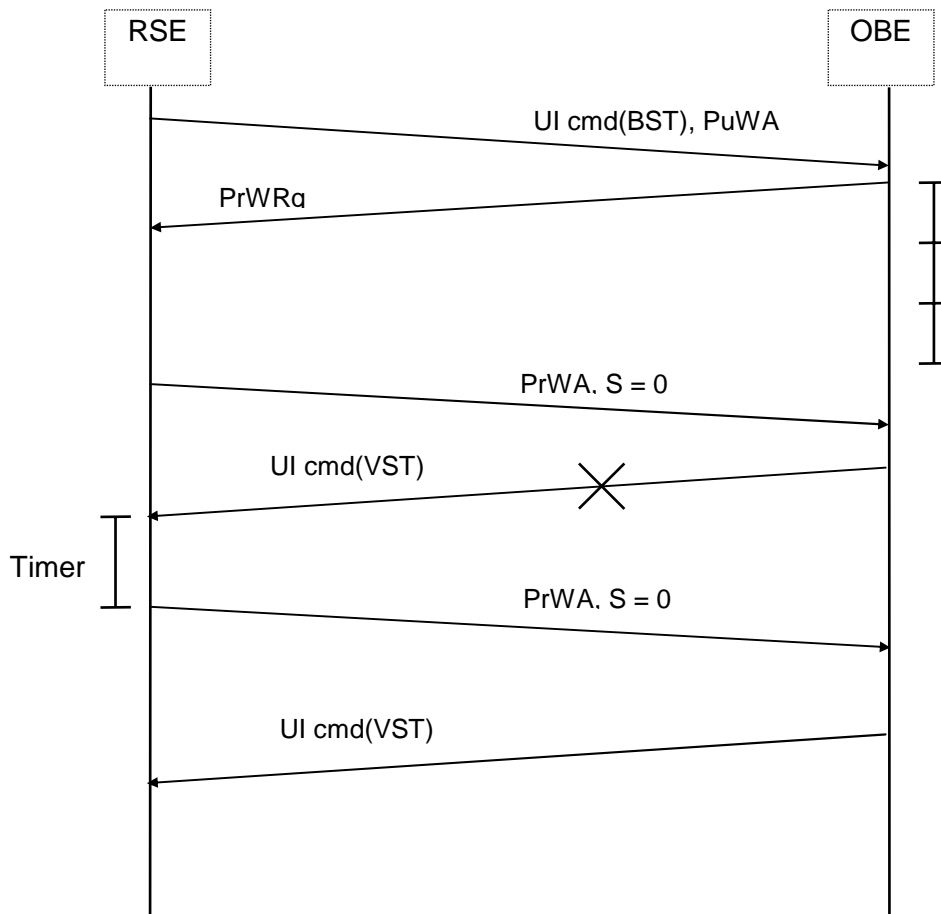 RSE
OBE
UI cmd(BST), PuWA
PrWRq
PrWA, S = 0
UI cmd(VST)
Timer
PrWA, S = 0
UI cmd(VST)